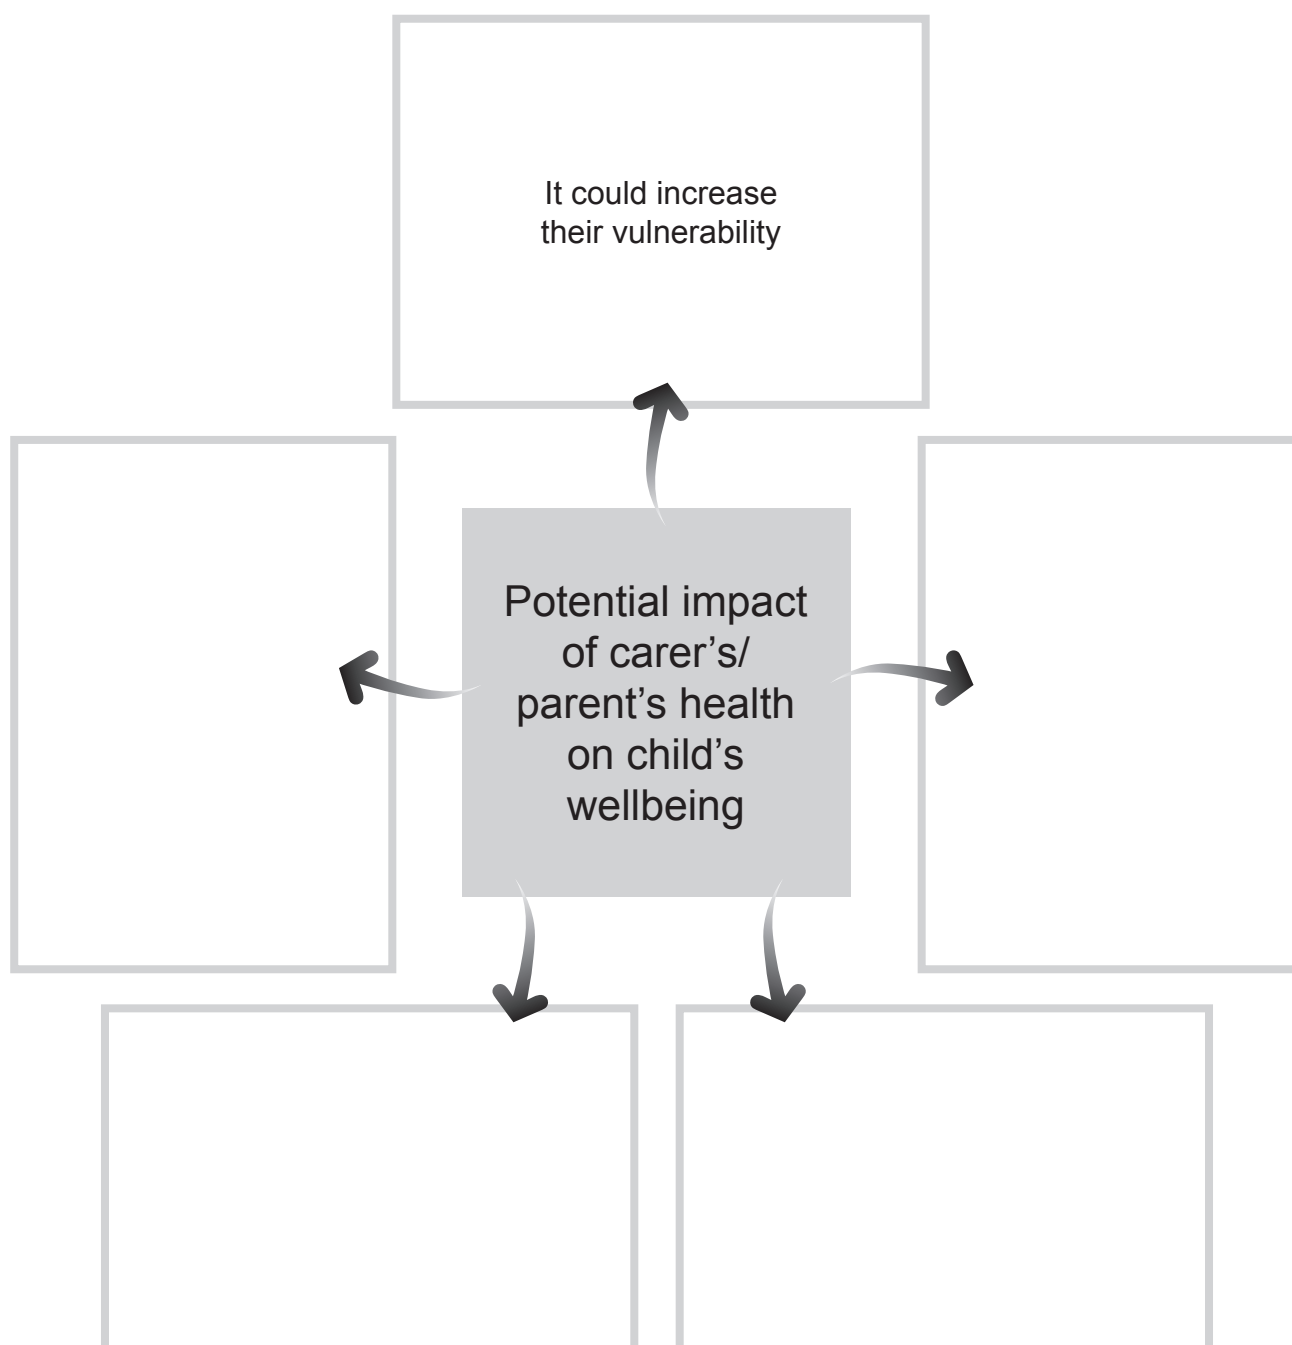 It could increase
their vulnerability
Potential impact
of carer’s/
parent’s health
on child’s
wellbeing